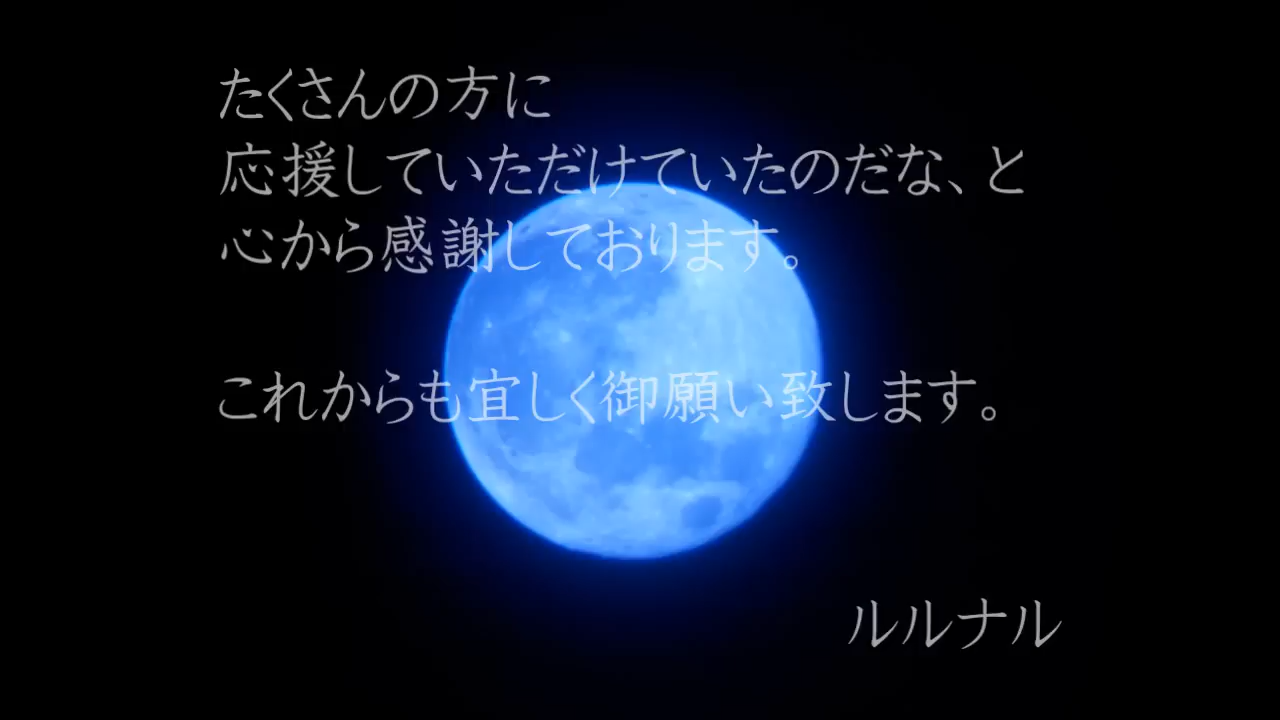 たくさんの方に
応援していただけていたのだな、と
心から感謝しております。
これからも宜しく御願い致します。
ルルナル